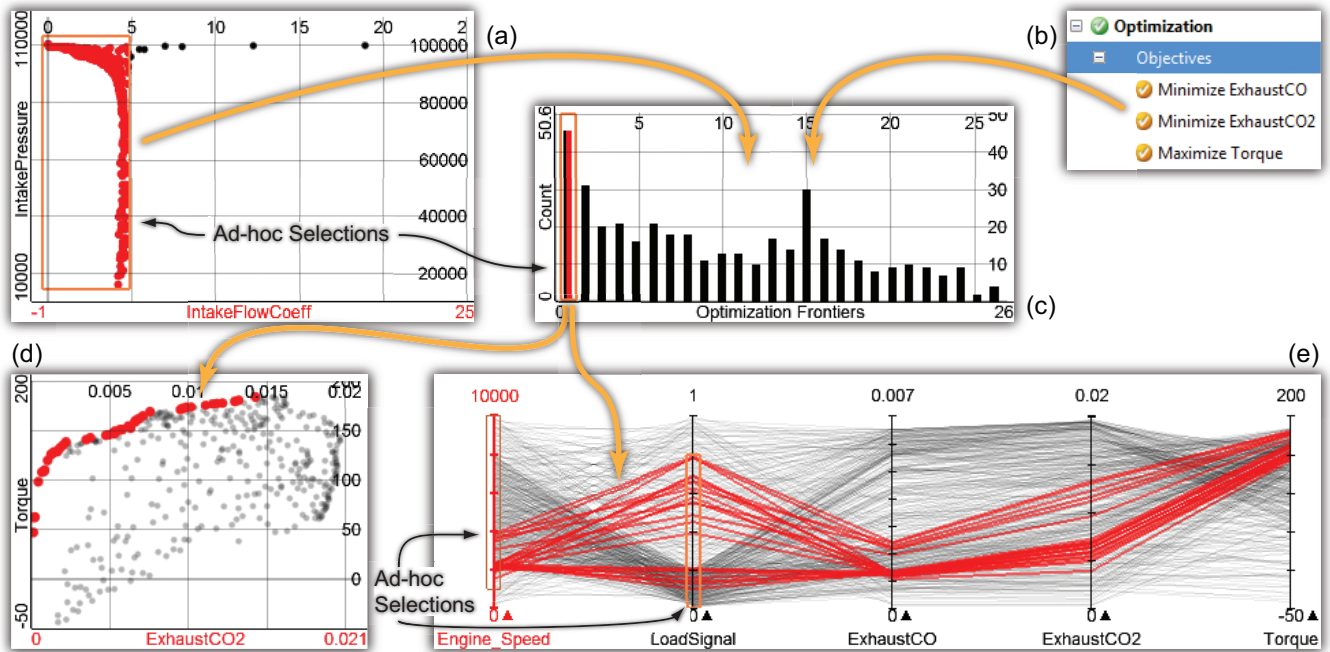 0 5 10 15 20 2
110000 100000
80000
60000
40000
10000 20000
IntakePressure
-1 IntakeFlowCoeff 25
(a)
(b)
Optimization
Objectives
Minimize ExhaustCO
Minimize ExhaustCO2
Maximize Torque
Ad-hoc Selections
50.6 5 10 15 20 25 50
40
30
20
10
0
Count
0 Optimization Frontiers 26
(c)
(d)
200 0.005 0.01 0.015 0.02 200
150
100
50
0
-50
Torque
0 ExhaustCO2 0.021
(e)
10000 1 0.007 0.02 200
Ad-hoc
Selections
0 0 0 0 -50
Engine_Speed LoadSignal ExhaustCO ExhaustCO2 Torque